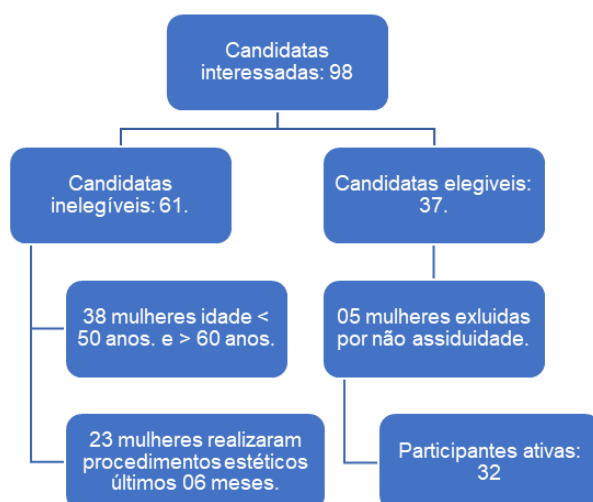 Candidatas
interessadas: 98
Candidatas
inelegíveis: 61.
Candidatas elegiveis:
37.
38 mulheres idade <
50 anos. e > 60 anos.
05 mulheres exluidas
por não assiduidade.
23 mulheres realizaram
procedimentos estéticos
últimos 06 meses.
Participantes ativas:
32